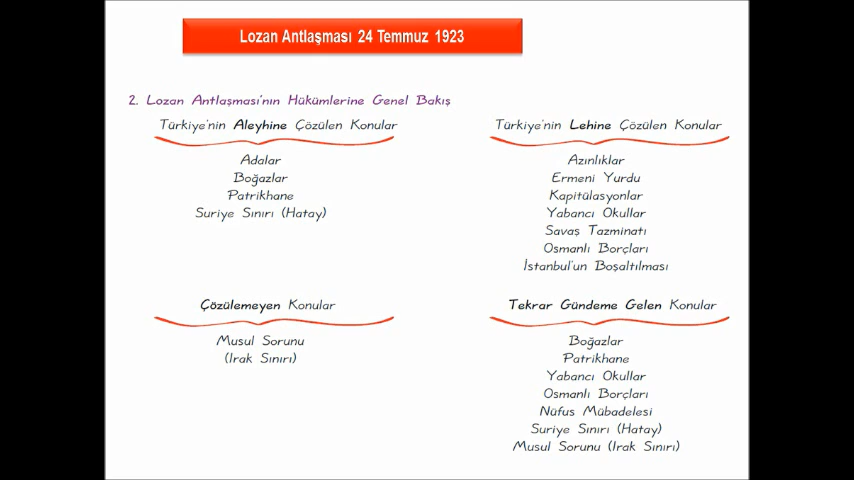 Lozan Antlaşması 24 Temmuz 1923
2. Lozan Antlaşması'nın Hükümlerine Genel Bakış
Türkiye'nin Aleyhine Çözülen Konular
Adalar
Boğazlar
Patrikhane
Suriye Sınırı (Hatay)
Türkiye'nin Lehine Çözülen Konular
Azınlıklar
Ermeni Yurdu
Kapitülasyonlar
Yabancı Okullar
Savaş Tazminatı
Osmanlı Borçları
İstanbul'un Boşaltılması
Çözülemeyen Konular
Musul Sorunu
(Irak Sınırı)
Tekrar Gündeme Gelen Konular
Boğazlar
Patrikhane
Yabancı Okullar
Osmanlı Borçları
Nüfus Mübadelesi
Suriye Sınırı (Hatay)
Musul Sorunu (Irak Sınırı)